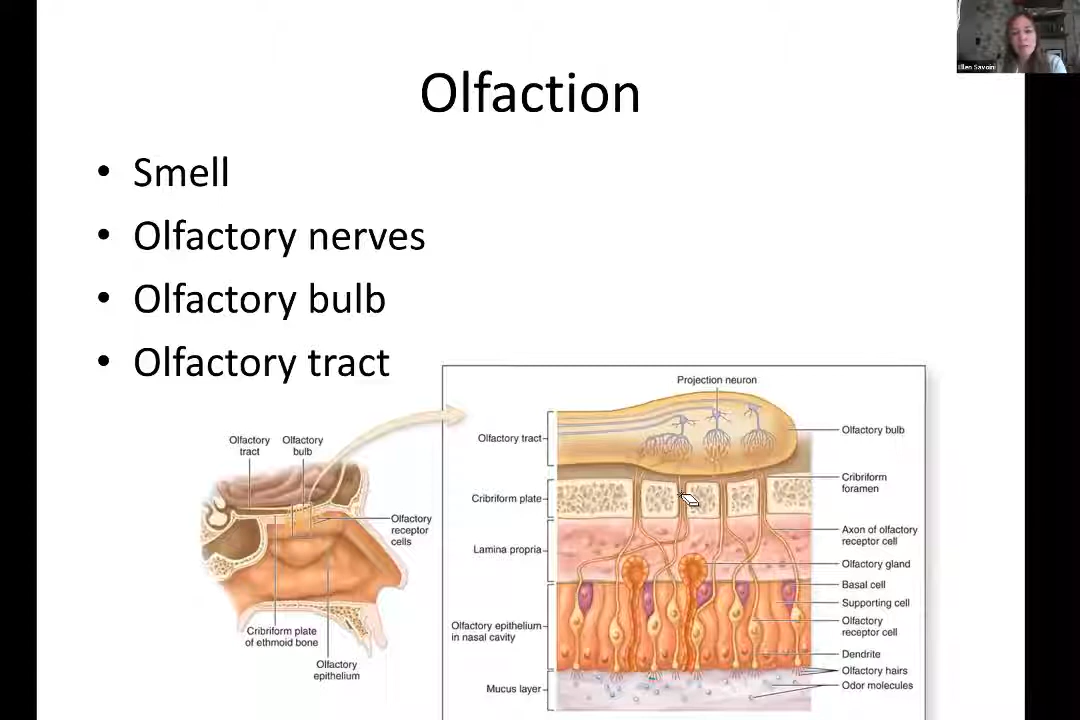 Ellen Savoin
Olfaction
• Smell
• Olfactory nerves
• Olfactory bulb
• Olfactory tract
Olfactory
tract
Olfactory
bulb
Olfactory
receptor
cells
Cribriform plate
of ethmoid bone
Olfactory
epithelium
Projection neuron
Olfactory tract
Cribriform plate
Lamina propria
Olfactory epithelium
in nasal cavity
Mucus layer
Olfactory bulb
Cribriform
foramen
Axon of olfactory
receptor cell
Olfactory gland
Basal cell
Supporting cell
Olfactory
receptor cell
Dendrite
Olfactory hairs
Odor molecules